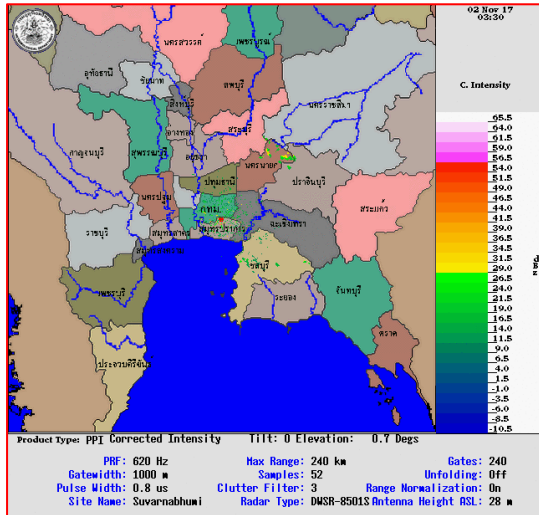 02 Nov 17
03:30
C. Intensity
นครสวรรค์
เพชรบูรณ์
อุทัยธานี
ชัยนาท
ลพบุรี
นครราชสีมา
สิงห์บุรี
อ่างทอง
สระบุรี
กาญจนบุรี
สุพรรณบุรี
อยุธยา
นครนายก
ปราจีนบุรี
ปทุมธานี
นครปฐม
กทม.
สระแก้ว
ราชบุรี
สมุทรสาคร
สมุทรปราการ
ฉะเชิงเทรา
ชลบุรี
เพชรบุรี
ระยอง
จันทบุรี
ตราด
ประจวบคีรีขันธ์
65.5
64.0
61.5
59.0
56.5
54.0
51.5
49.0
46.5
44.0
41.5
39.0
36.5
34.0
31.5
29.0
26.5
24.0
21.5
19.0
16.5
14.0
11.5
9.0
6.5
4.0
1.5
-1.0
-3.5
-6.0
-8.5
-10.5
Product Type: PPI Corrected Intensity Tilt: 0 Elevation: 0.7 Degs
PRF: 620 Hz Max Range: 240 km Gates: 240
Gatewidth: 1000 m Samples: 52 Unfolding: Off
Pulse Width: 0.8 us Clutter Filter: 3 Range Normalization: On
Site Name: Suvarnabhumi Radar Type: DWSR-8501S Antenna Height ASL: 28 m